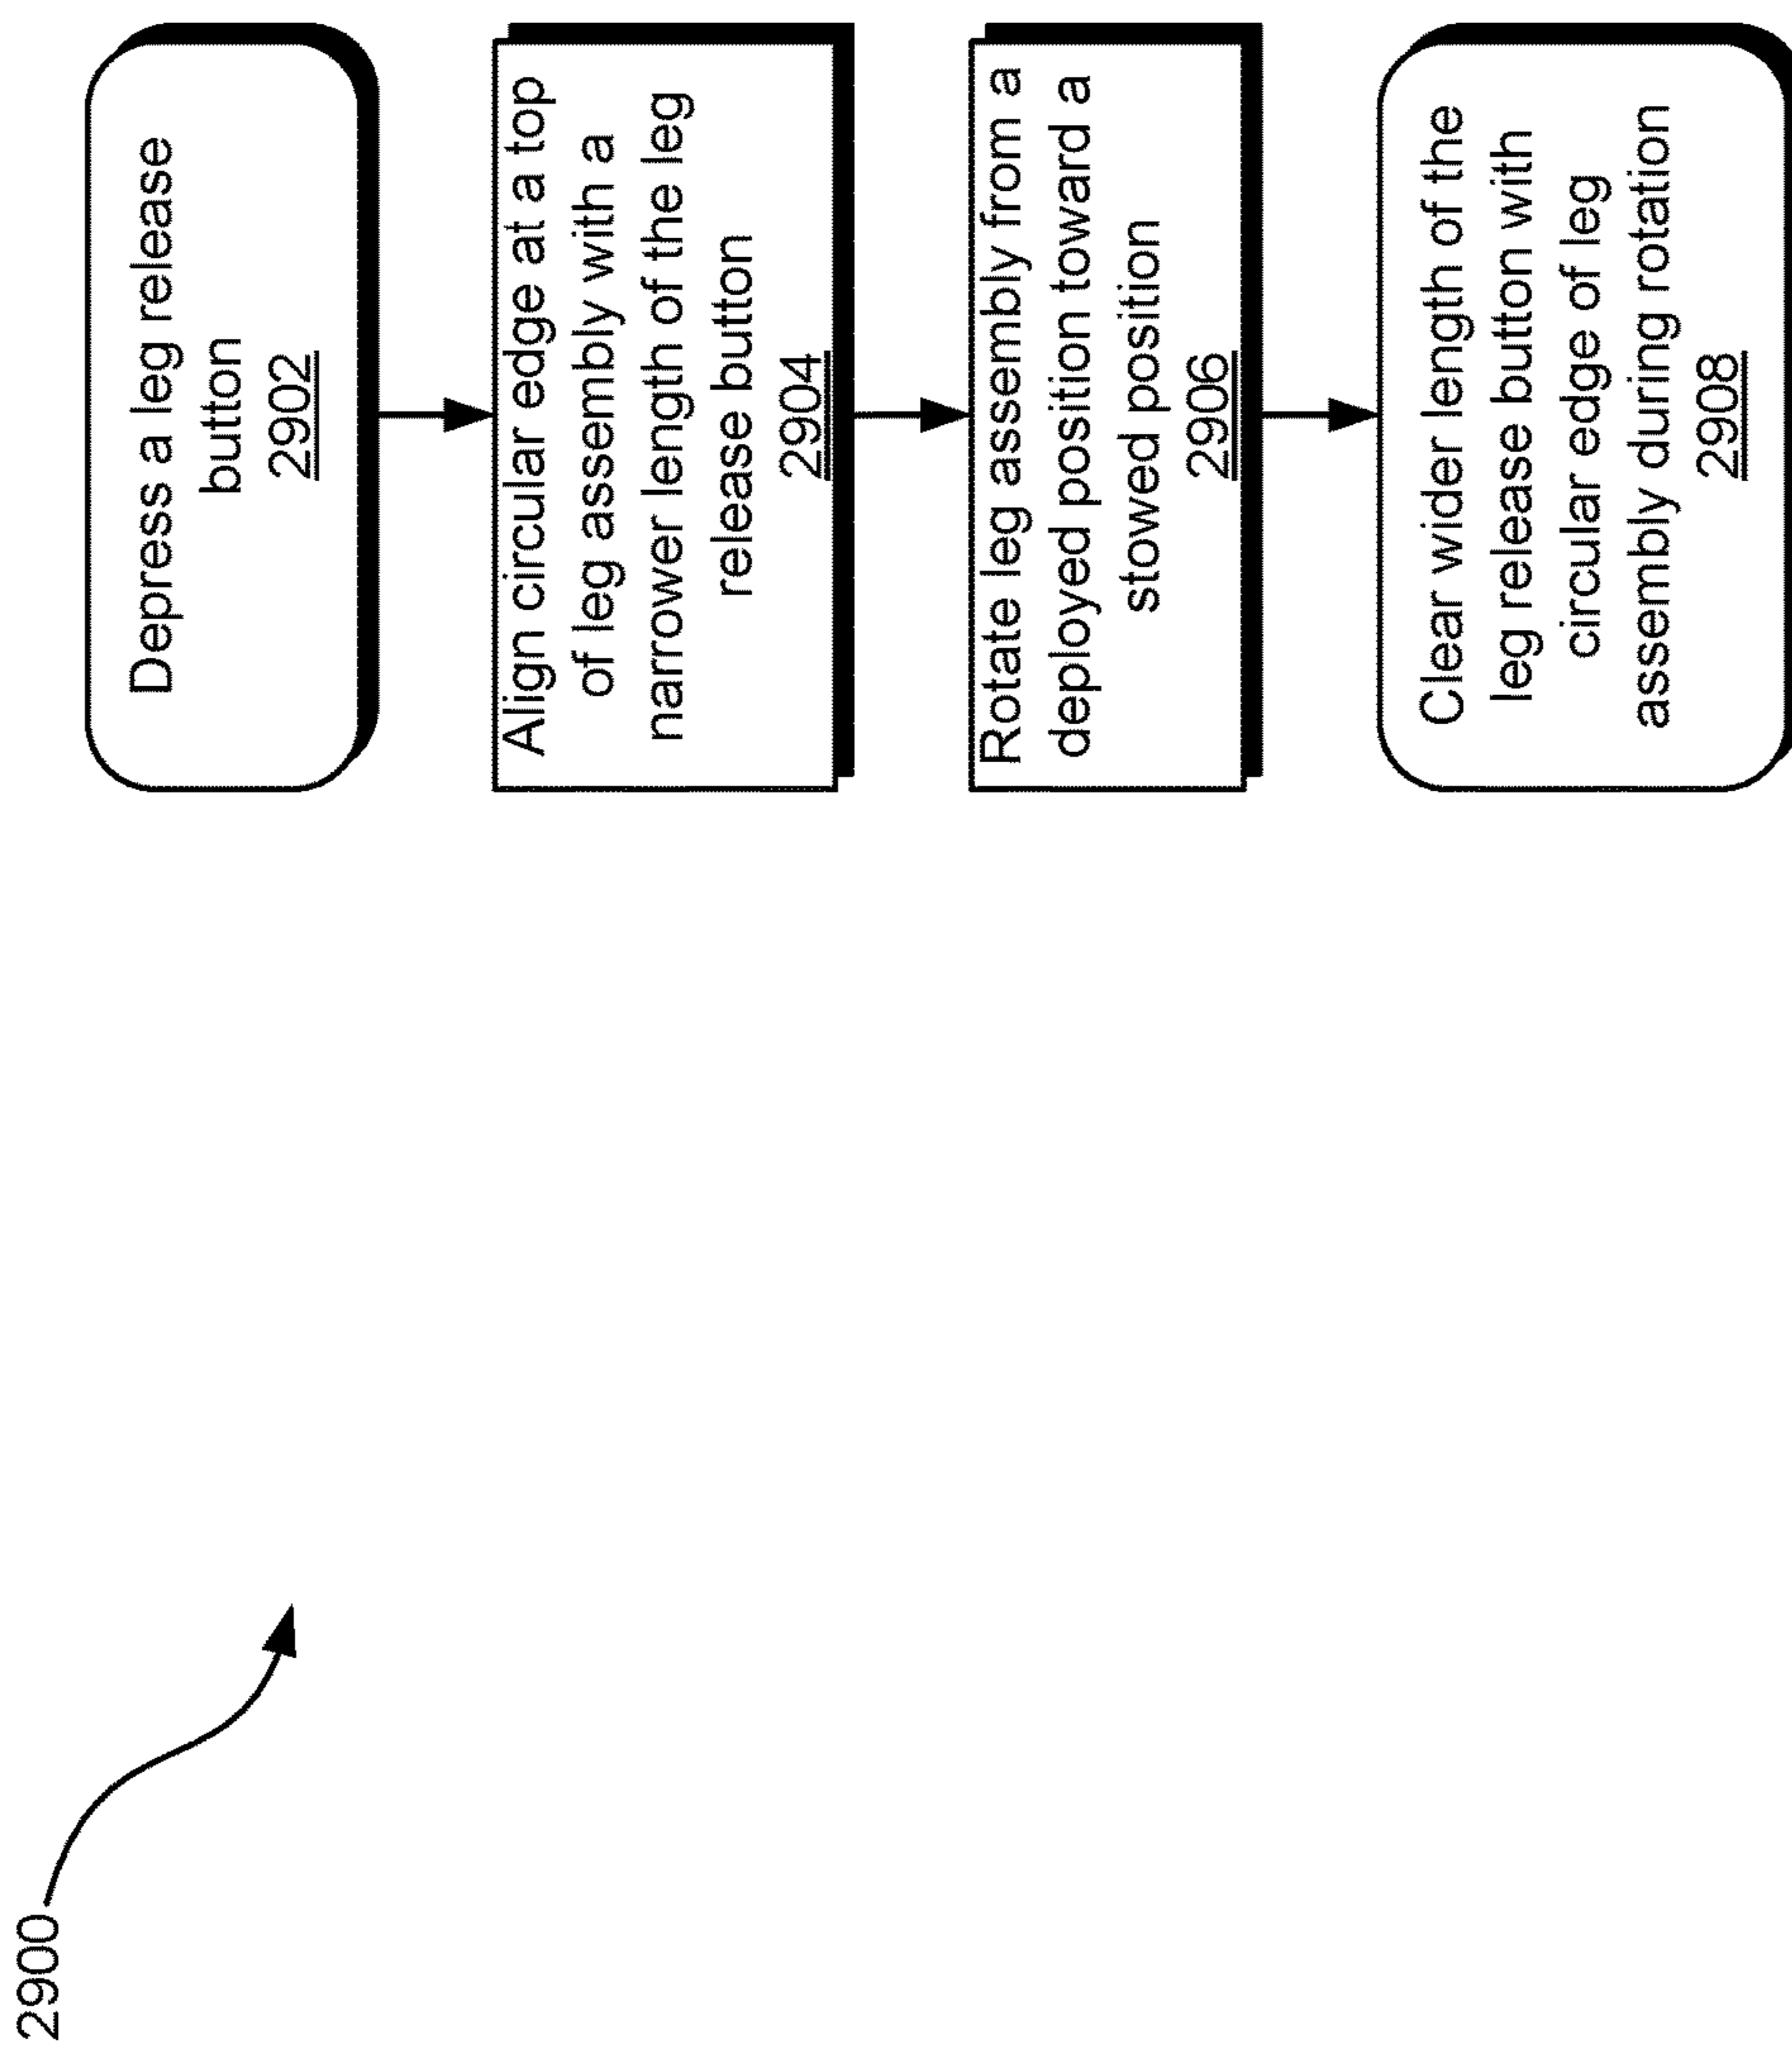 2900
Depress a leg release
button
2902
Align circular edge at a top
of leg assembly with a
narrower length of the leg
release button
2904
Rotate leg assembly from a
deployed position toward a
stowed position
2906
Clear wider length of the
leg release button with
circular edge of leg
assembly during rotation
2908